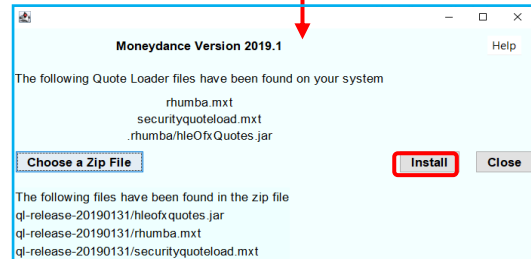 Moneydance Version 2019.1
Help
The following Quote Loader files have been found on your system
rhumba.mxt
securityquoteload.mxt
.rhumba/hleOfxQuotes.jar
Choose a Zip File
Install
Close
The following files have been found in the zip file
ql-release-20190131/hleofxquotes.jar
ql-release-20190131/rhumba.mxt
ql-release-20190131/securityquoteload.mxt